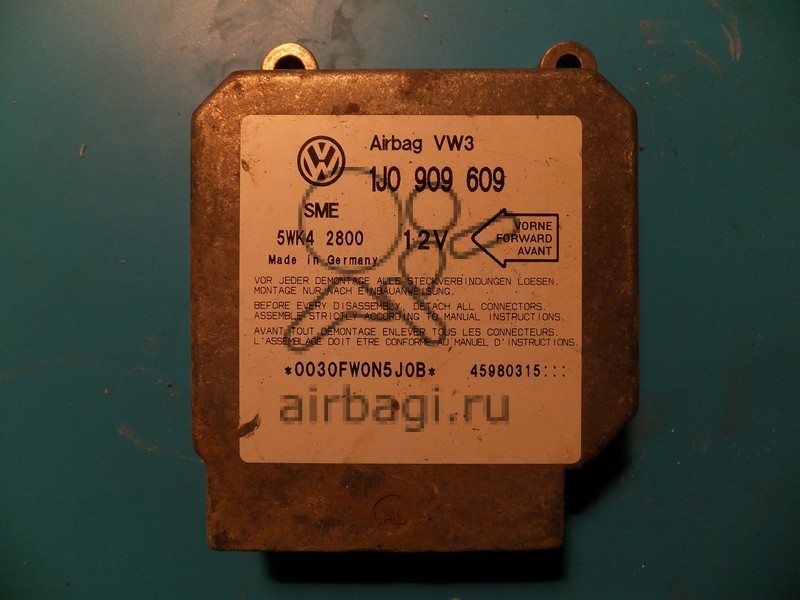 Airbag VW3
1J0 909 609
SME
5WK4 2800 12V
Made in Germany
VORNE
FORWARD
AVANT
VOR JEDER DEMONTAGE ALLE STECKVERBINDUNGEN LOESEN.
MONTAGE NUR NACH EINBAUANWEISUNG.
BEFORE EVERY DISASSEMBLY, DETACH ALL CONNECTORS.
ASSEMBLE STRICTLY ACCORDING TO MANUAL INSTRUCTIONS.
AVANT TOUT DEMONTAGE ENLEVER TOUS LES CONNECTEURS.
L'ASSEMBLAGE DOIT ETRE CONFORME AU MANUEL D'INSTRUCTIONS.
*0030FW0N5J0B* 45980315:::
airbagi.ru